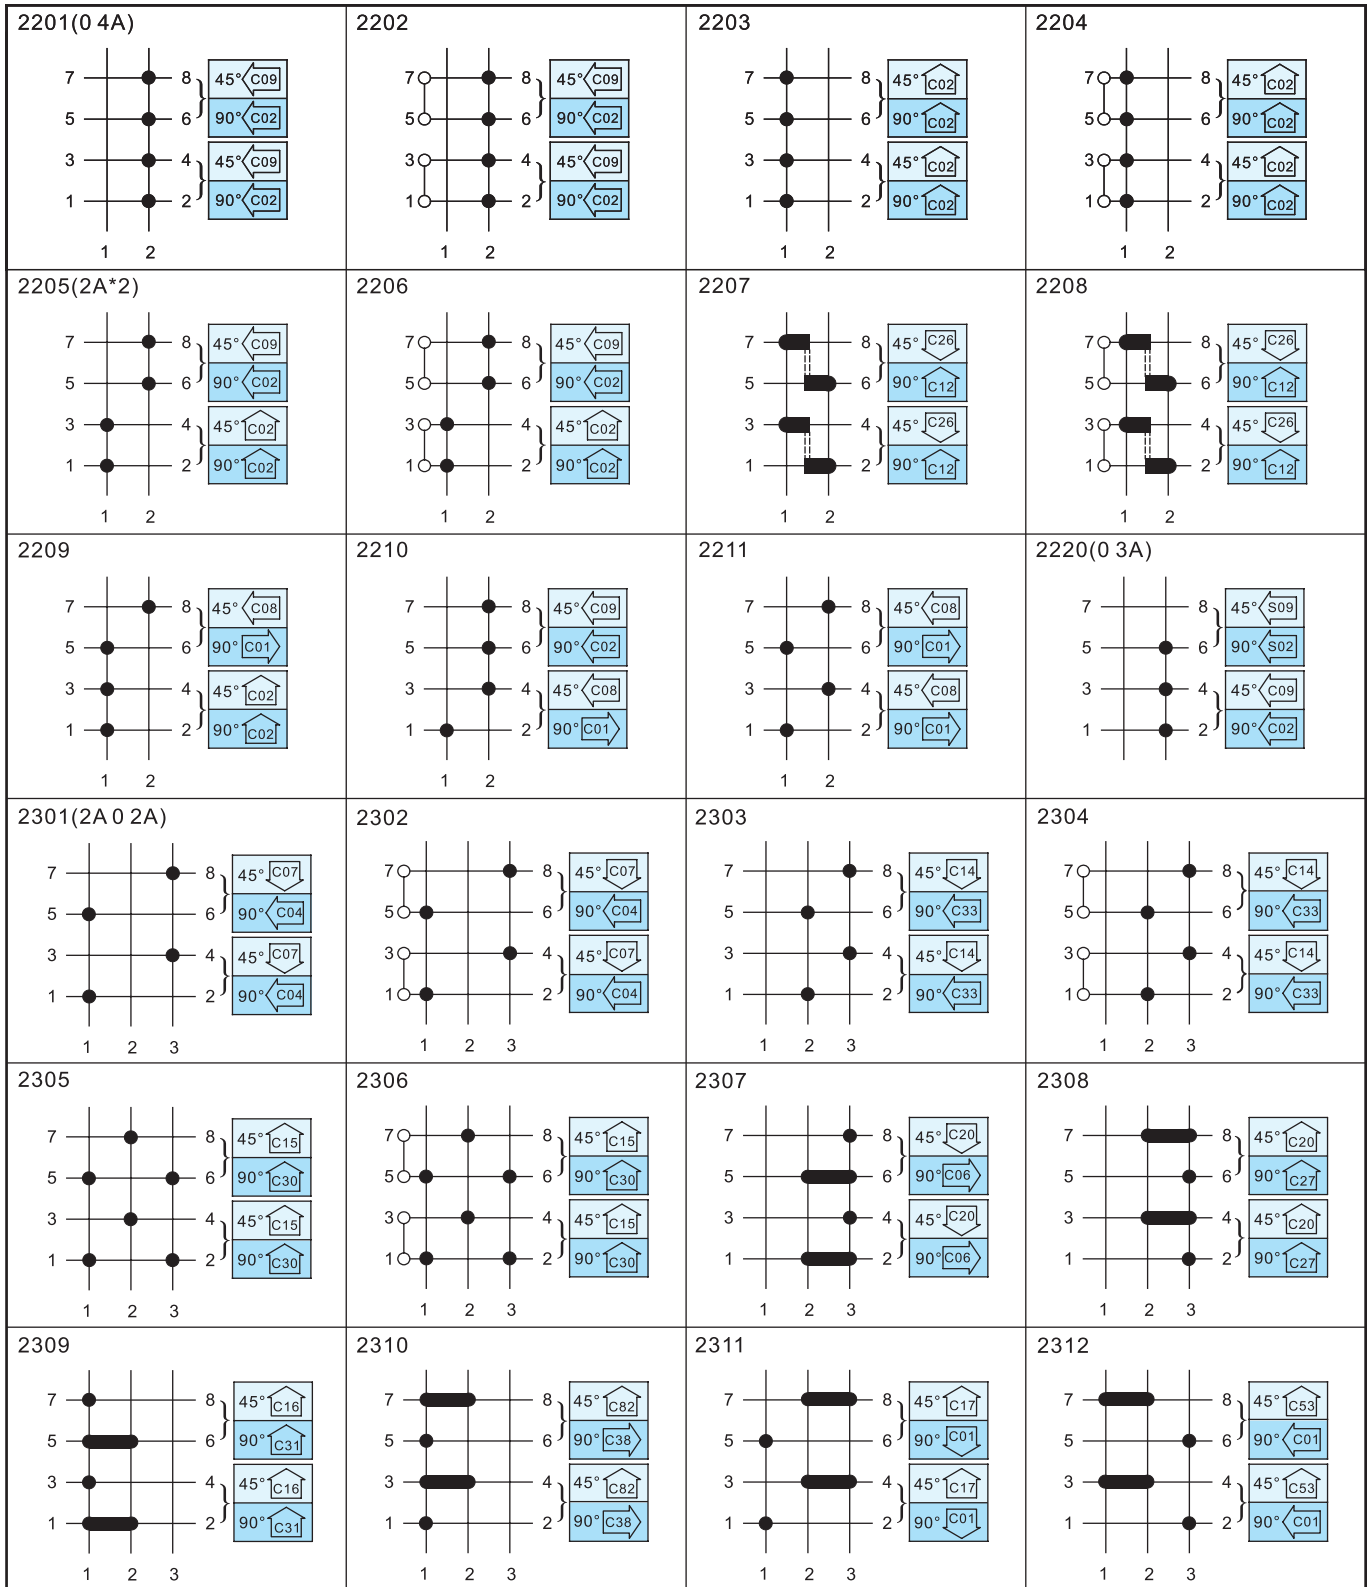 2201(0 4A)
7 8 45° C09
5 6 90° C02
3 4 45° C09
1 2 90° C02
1 2
2202
7 8 45° C09
5 6 90° C02
3 4 45° C09
1 2 90° C02
1 2
2203
7 8 45° C02
5 6 90° C02
3 4 45° C02
1 2 90° C02
1 2
2204
7 8 45° C02
5 6 90° C02
3 4 45° C02
1 2 90° C02
1 2
2205(2A*2)
7 8 45° C09
5 6 90° C02
3 4 45° C02
1 2 90° C02
1 2
2206
7 8 45° C09
5 6 90° C02
3 4 45° C02
1 2 90° C02
1 2
2207
7 8 45° C26
5 6 90° C12
3 4 45° C26
1 2 90° C12
1 2
2208
7 8 45° C26
5 6 90° C12
3 4 45° C26
1 2 90° C12
1 2
2209
7 8 45° C08
5 6 90° C01
3 4 45° C02
1 2 90° C02
1 2
2210
7 8 45° C09
5 6 90° C02
3 4 45° C08
1 2 90° C01
1 2
2211
7 8 45° C08
5 6 90° C01
3 4 45° C08
1 2 90° C01
1 2
2220(0 3A)
7 8 45° S09
5 6 90° S02
3 4 45° C09
1 2 90° C02
2301(2A 0 2A)
7 8 45° C07
5 6 90° C04
3 4 45° C07
1 2 90° C04
1 2 3
2302
7 8 45° C07
5 6 90° C04
3 4 45° C07
1 2 90° C04
1 2 3
2303
7 8 45° C14
5 6 90° C33
3 4 45° C14
1 2 90° C33
1 2 3
2304
7 8 45° C14
5 6 90° C33
3 4 45° C14
1 2 90° C33
1 2 3
2305
7 8 45° C15
5 6 90° C30
3 4 45° C15
1 2 90° C30
1 2 3
2306
7 8 45° C15
5 6 90° C30
3 4 45° C15
1 2 90° C30
1 2 3
2307
7 8 45° C20
5 6 90° C06
3 4 45° C20
1 2 90° C06
1 2 3
2308
7 8 45° C20
5 6 90° C27
3 4 45° C20
1 2 90° C27
1 2 3
2309
7 8 45° C16
5 6 90° C31
3 4 45° C16
1 2 90° C31
1 2 3
2310
7 8 45° C82
5 6 90° C38
3 4 45° C82
1 2 90° C38
1 2 3
2311
7 8 45° C17
5 6 90° C01
3 4 45° C17
1 2 90° C01
1 2 3
2312
7 8 45° C53
5 6 90° C01
3 4 45° C53
1 2 90° C01
1 2 3